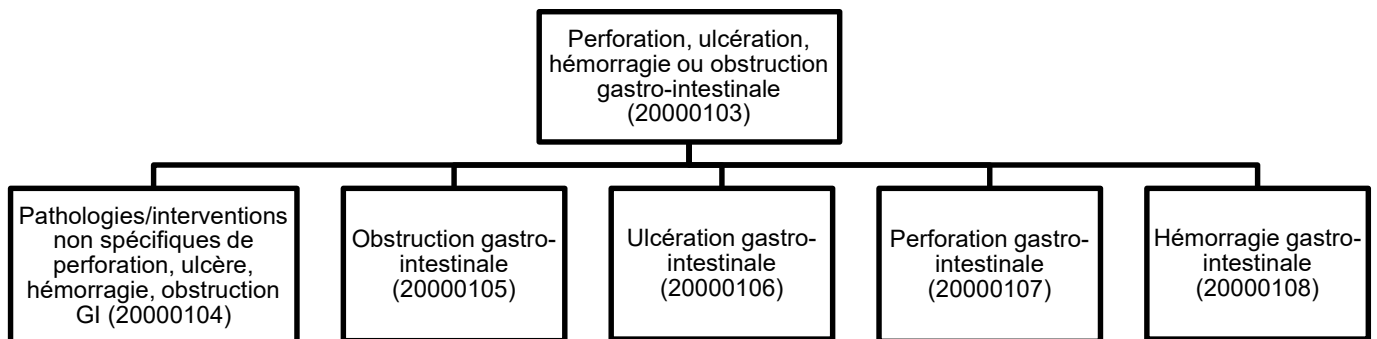 Perforation, ulcération,
hémorragie ou obstruction
gastro-intestinale
(20000103)
Pathologies/interventions
non spécifiques de
perforation, ulcère,
hémorragie, obstruction
GI (20000104)
Obstruction gastro-
intestinale
(20000105)
Ulcération gastro-
intestinale
(20000106)
Perforation gastro-
intestinale
(20000107)
Hémorragie gastro-
intestinale
(20000108)